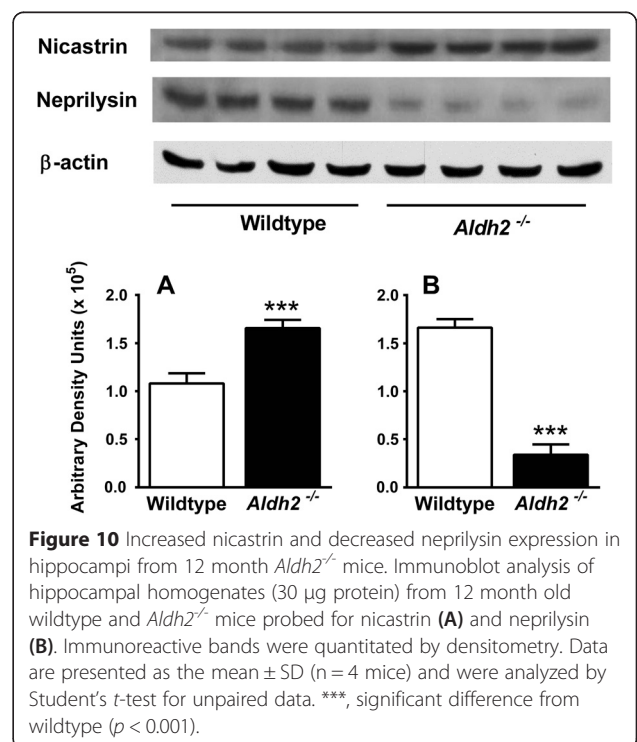 Nicastrin
Neprilysin
β-actin
Wildtype Aldh2 -/-
Arbitrary Density Units (x 10⁵)
A
2.0
1.5
1.0
0.5
0.0
***
Wildtype Aldh2 -/-
B
2.0
1.5
1.0
0.5
0.0
***
Wildtype Aldh2 -/-
Figure 10 Increased nicastrin and decreased neprilysin expression in
hippocampi from 12 month Aldh2-/- mice. Immunoblot analysis of
hippocampal homogenates (30 μg protein) from 12 month old
wildtype and Aldh2-/- mice probed for nicastrin (A) and neprilysin
(B). Immunoreactive bands were quantitated by densitometry. Data
are presented as the mean ± SD (n = 4 mice) and were analyzed by
Student's t-test for unpaired data. ***, significant difference from
wildtype (p < 0.001).